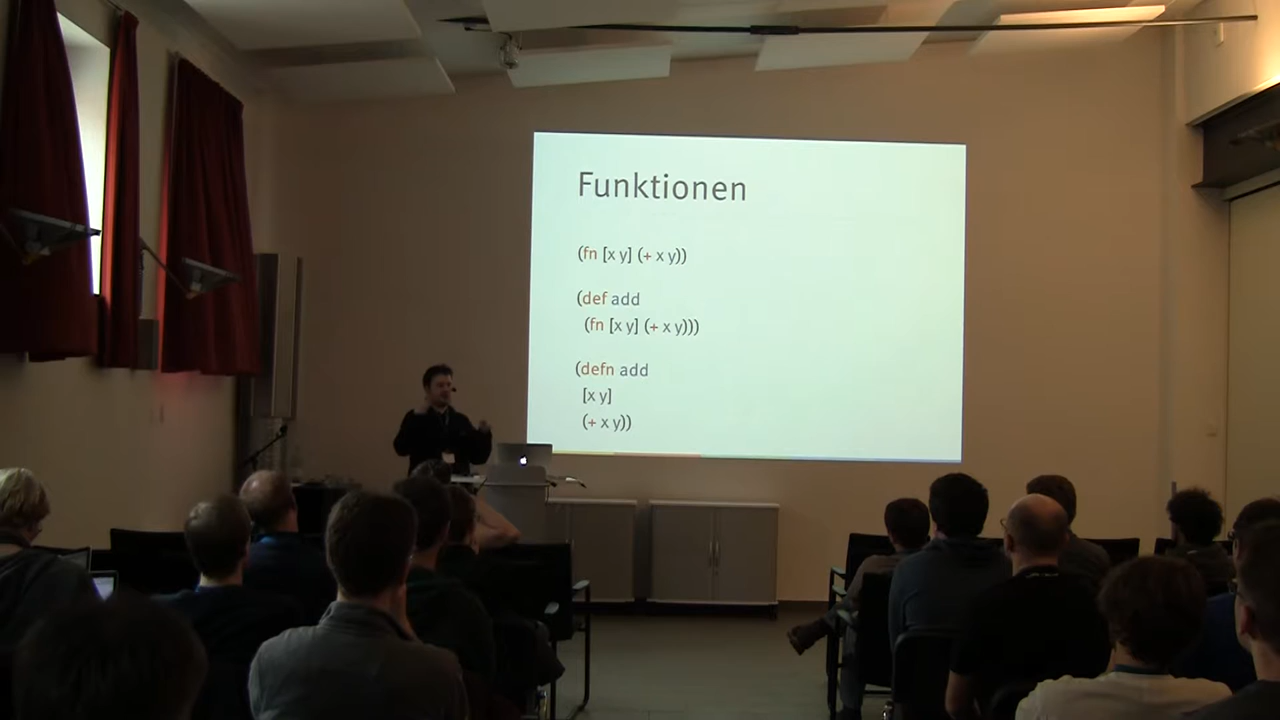 Funktionen
(fn [x y] (+ x y))
(def add
(fn [x y] (+ x y)))
(defn add
[x y]
(+ x y))